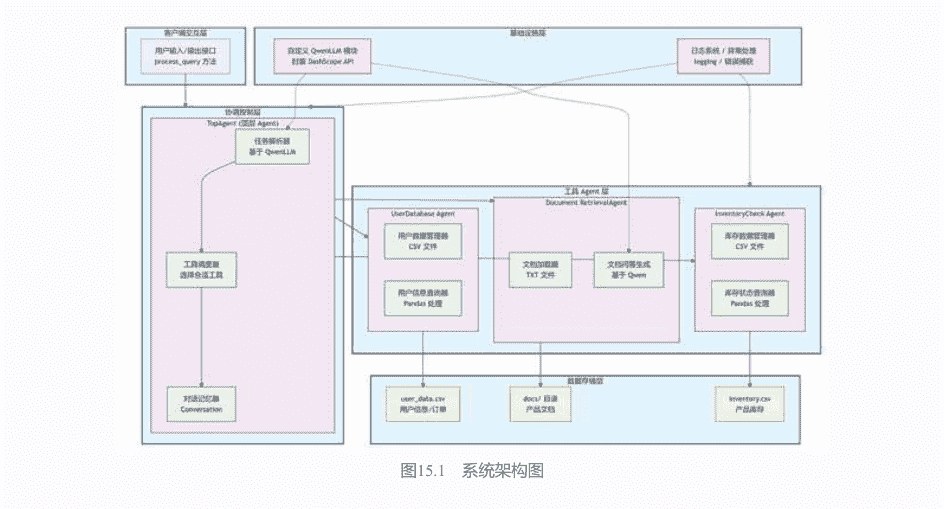 客户端交互层
用户输入/输出接口
process_query 方法
基础设施层
自定义 QwenLLM 模块
封装 DashScope API
日志系统 / 异常处理
logging / 错误捕获
协调控制层
TopAgent (顶层 Agent)
任务解析器
基于 QwenLLM
工具调度器
选择合适工具
对话记忆器
Conversation
工具 Agent 层
UserDatabase Agent
用户数据管理器
CSV 文件
用户信息查询器
Pandas 处理
Document RetrievalAgent
文档加载器
TXT 文件
文档问答生成
基于 Qwen
InventoryCheck Agent
库存数据管理器
CSV 文件
库存状态查询器
Pandas 处理
数据存储层
user_data.csv
用户信息/订单
docs/ 目录
产品文档
inventory.csv
产品库存
图15.1 系统架构图